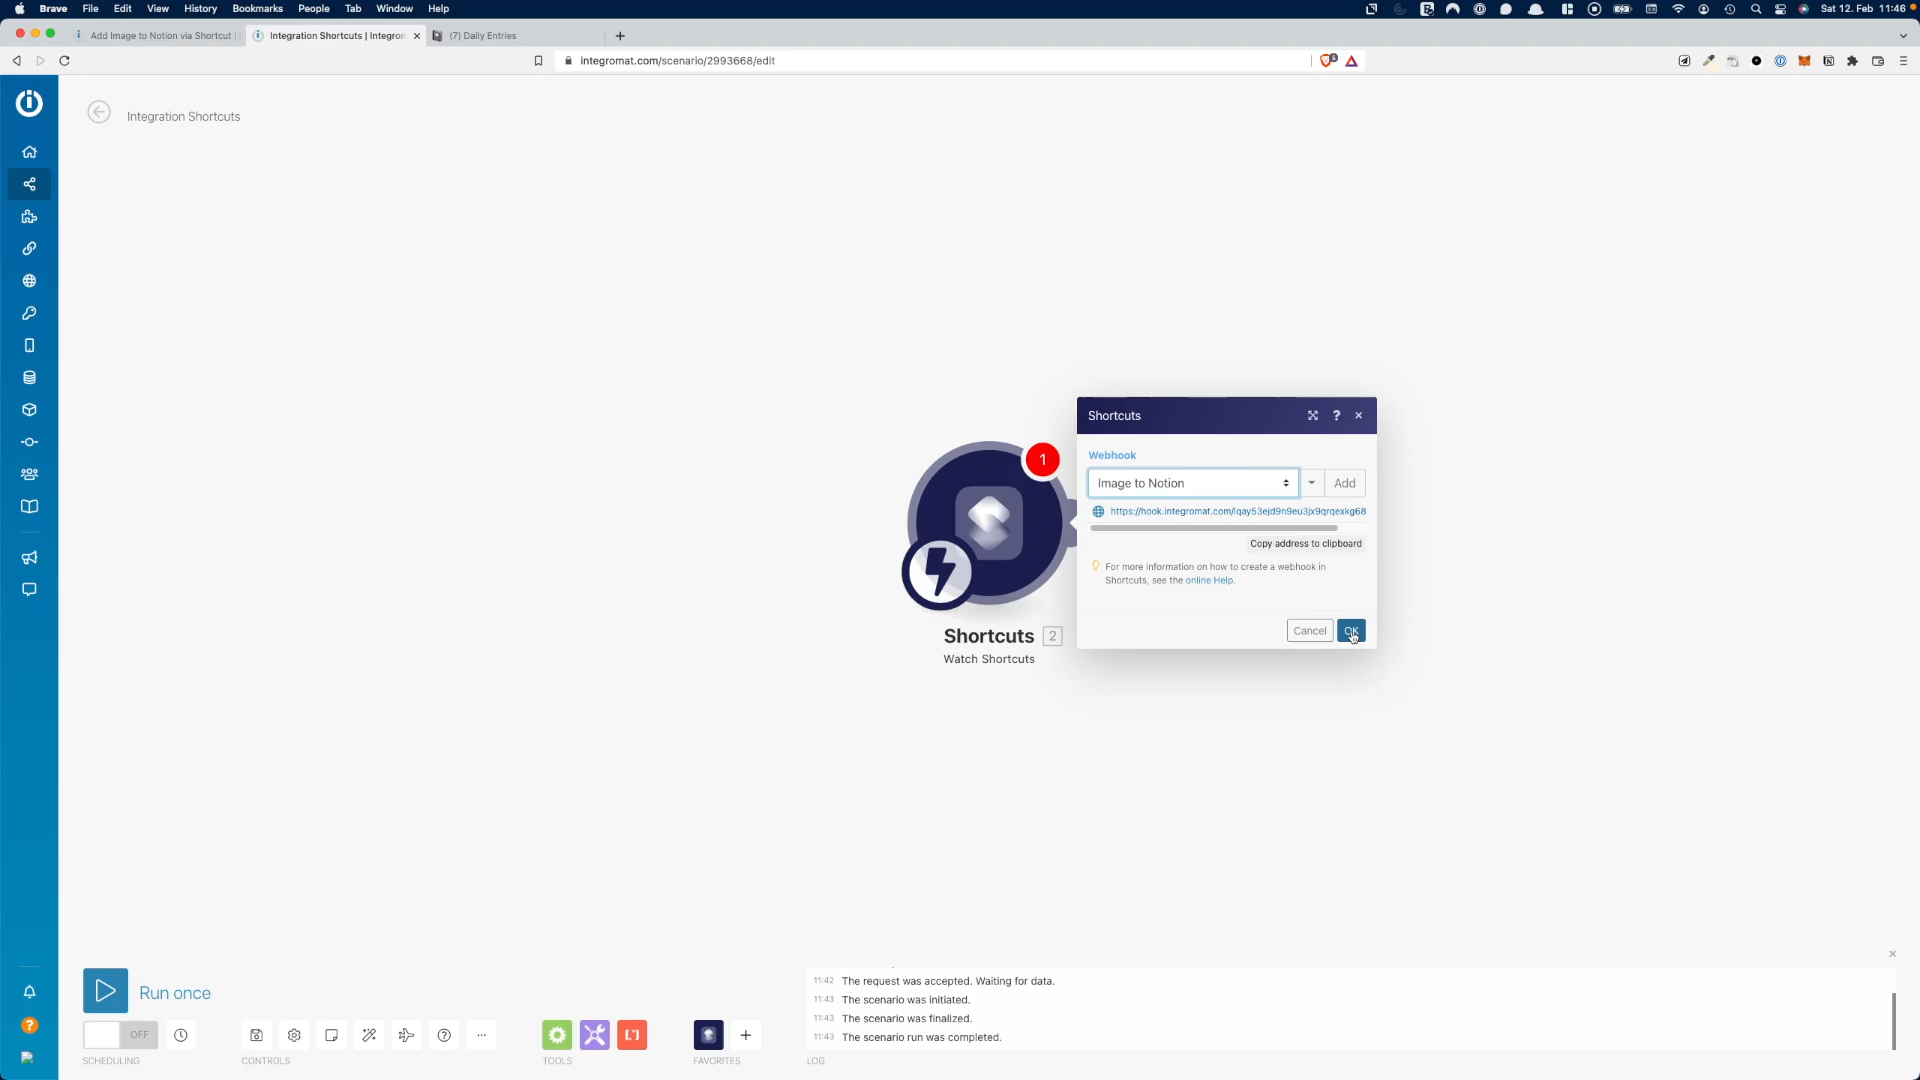 Brave File Edit View History Bookmarks People Tab Window Help Sat 12. Feb 11:46
Add Image to Notion via Shortcut | Integration Shortcuts | Integrom (7) Daily Entries
integromat.com/scenario/2993668/edit
Integration Shortcuts
Shortcuts
Webhook
1
Image to Notion Add
https://hook.integromat.com/lqay53ejd9n9eu3jx9qrqexkg68
Copy address to clipboard
For more information on how to create a webhook in
Shortcuts, see the online Help.
Cancel OK
Shortcuts 2
Watch Shortcuts
Run once
11:42 The request was accepted. Waiting for data.
11:43 The scenario was initiated.
11:43 The scenario was finalized.
11:43 The scenario run was completed.
OFF
SCHEDULING CONTROLS TOOLS FAVORITES LOG